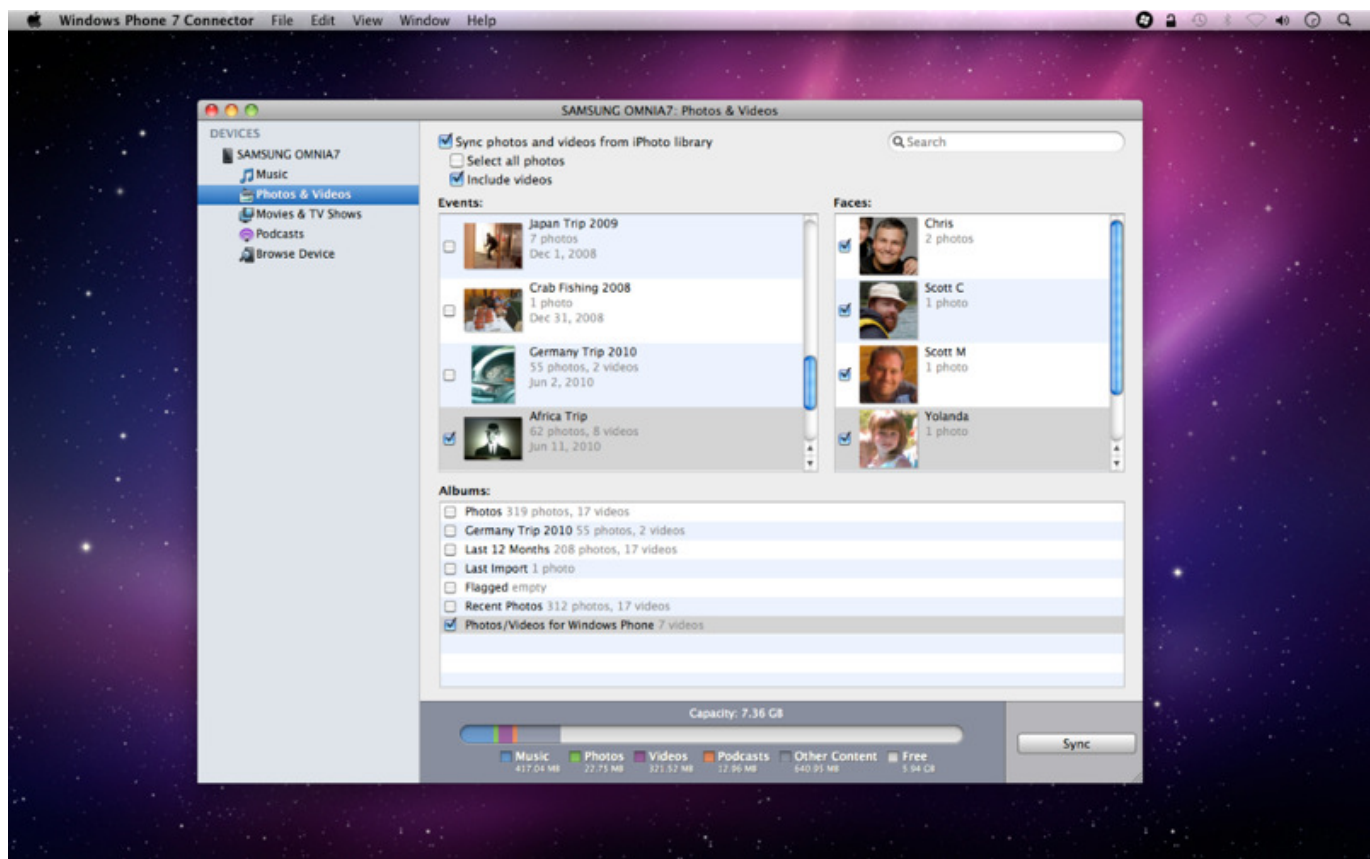 Windows Phone 7 Connector File Edit View Window Help
SAMSUNG OMNIA7: Photos & Videos
DEVICES
SAMSUNG OMNIA7
Music
Photos & Videos
Movies & TV Shows
Podcasts
Browse Device
Sync photos and videos from iPhoto library
Search
Select all photos
Include videos
Events:
Japan Trip 2009
7 photos
Dec 1, 2008
Crab Fishing 2008
1 photo
Dec 31, 2008
Germany Trip 2010
55 photos, 2 videos
Jun 2, 2010
Africa Trip
62 photos, 8 videos
Jun 11, 2010
Faces:
Chris
2 photos
Scott C
1 photo
Scott M
1 photo
Yolanda
1 photo
Albums:
Photos 319 photos, 17 videos
Germany Trip 2010 55 photos, 2 videos
Last 12 Months 208 photos, 17 videos
Last Import 1 photo
Flagged empty
Recent Photos 312 photos, 17 videos
Photos/Videos for Windows Phone 7 videos
Capacity: 7.36 GB
Music Photos Videos Podcasts Other Content Free
417.04 MB 22.75 MB 321.52 MB 12.96 MB 640.95 MB 5.94 GB
Sync